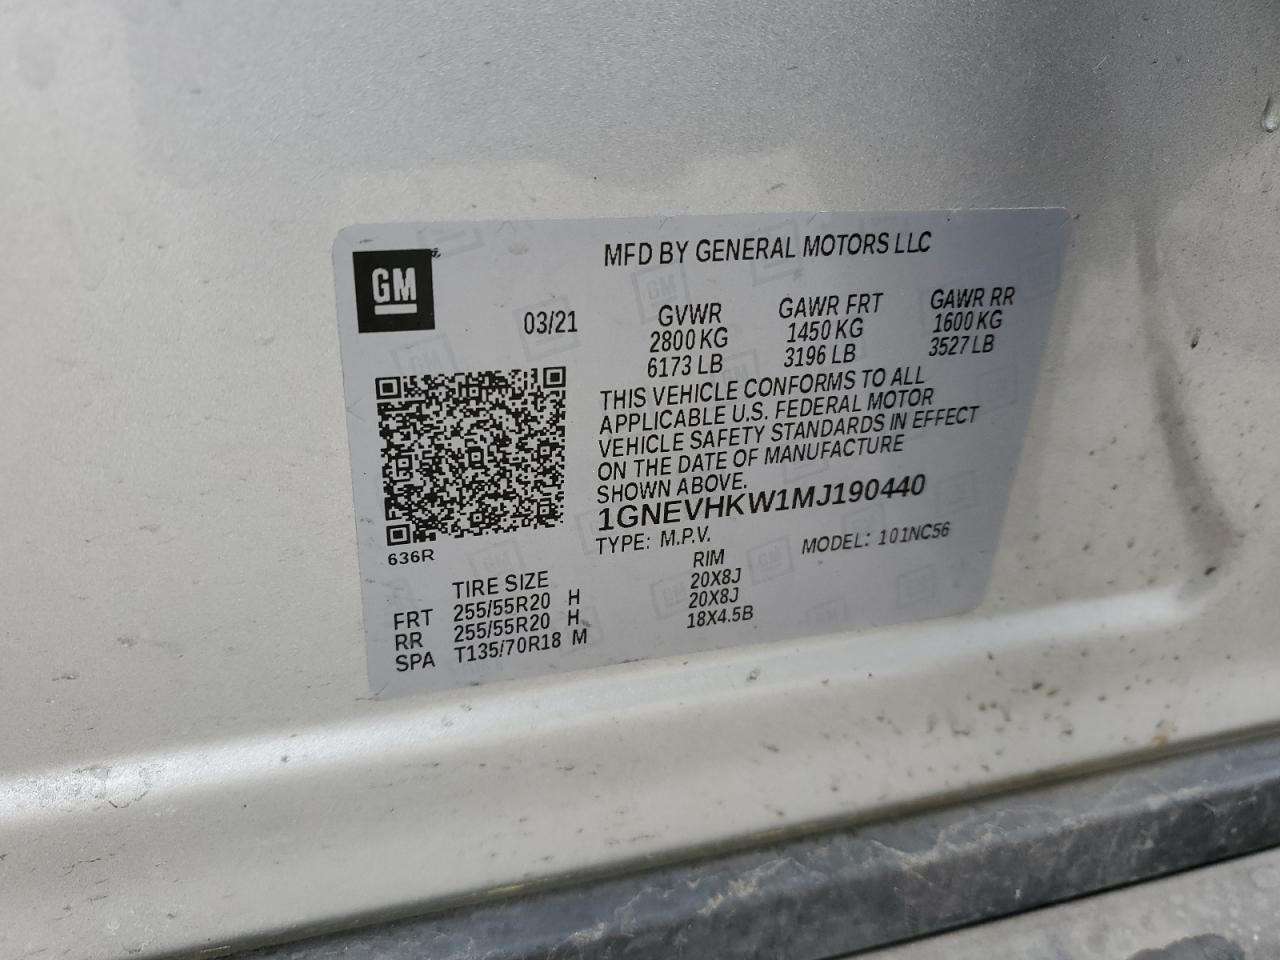 GM
MFD BY GENERAL MOTORS LLC
03/21
GVWR GAWR FRT GAWR RR
2800 KG 1450 KG 1600 KG
6173 LB 3196 LB 3527 LB
THIS VEHICLE CONFORMS TO ALL
APPLICABLE U.S. FEDERAL MOTOR
VEHICLE SAFETY STANDARDS IN EFFECT
ON THE DATE OF MANUFACTURE
SHOWN ABOVE.
1GNEVHKW1MJ190440
TYPE: M.P.V. MODEL: 101NC56
636R
TIRE SIZE RIM
FRT 255/55R20 H 20X8J
RR 255/55R20 H 20X8J
SPA T135/70R18 M 18X4.5B